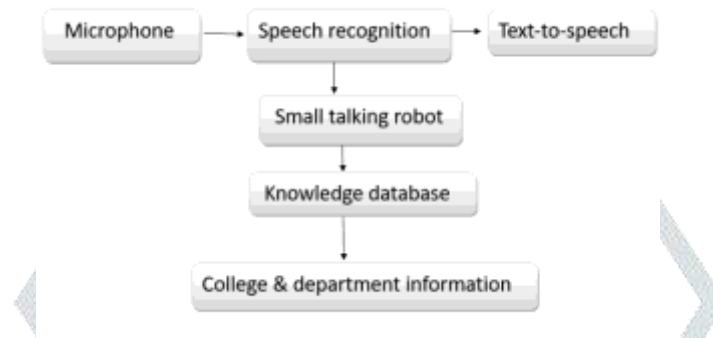 Microphone
Speech recognition
Text-to-speech
Small talking robot
Knowledge database
College & department information